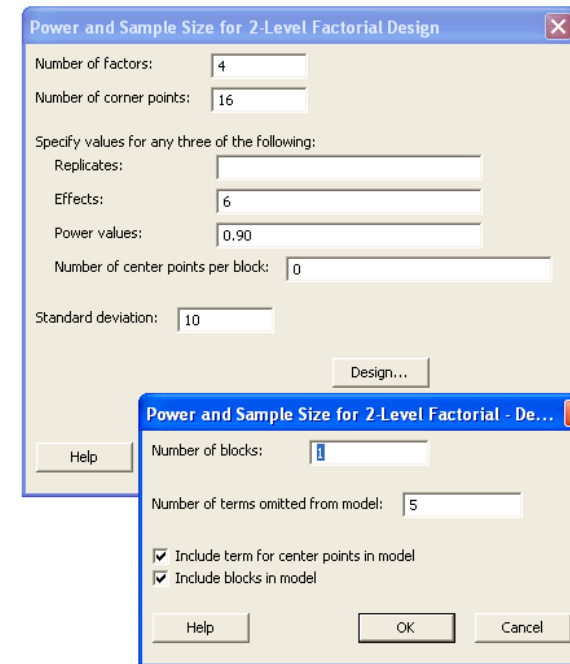 Power and Sample Size for 2-Level Factorial Design
Number of factors: 4
Number of corner points: 16
Specify values for any three of the following:
Replicates:
Effects: 6
Power values: 0.90
Number of center points per block: 0
Standard deviation: 10
Design...
Help
Power and Sample Size for 2-Level Factorial - De...
Number of blocks: 1
Number of terms omitted from model: 5
Include term for center points in model
Include blocks in model
Help OK Cancel